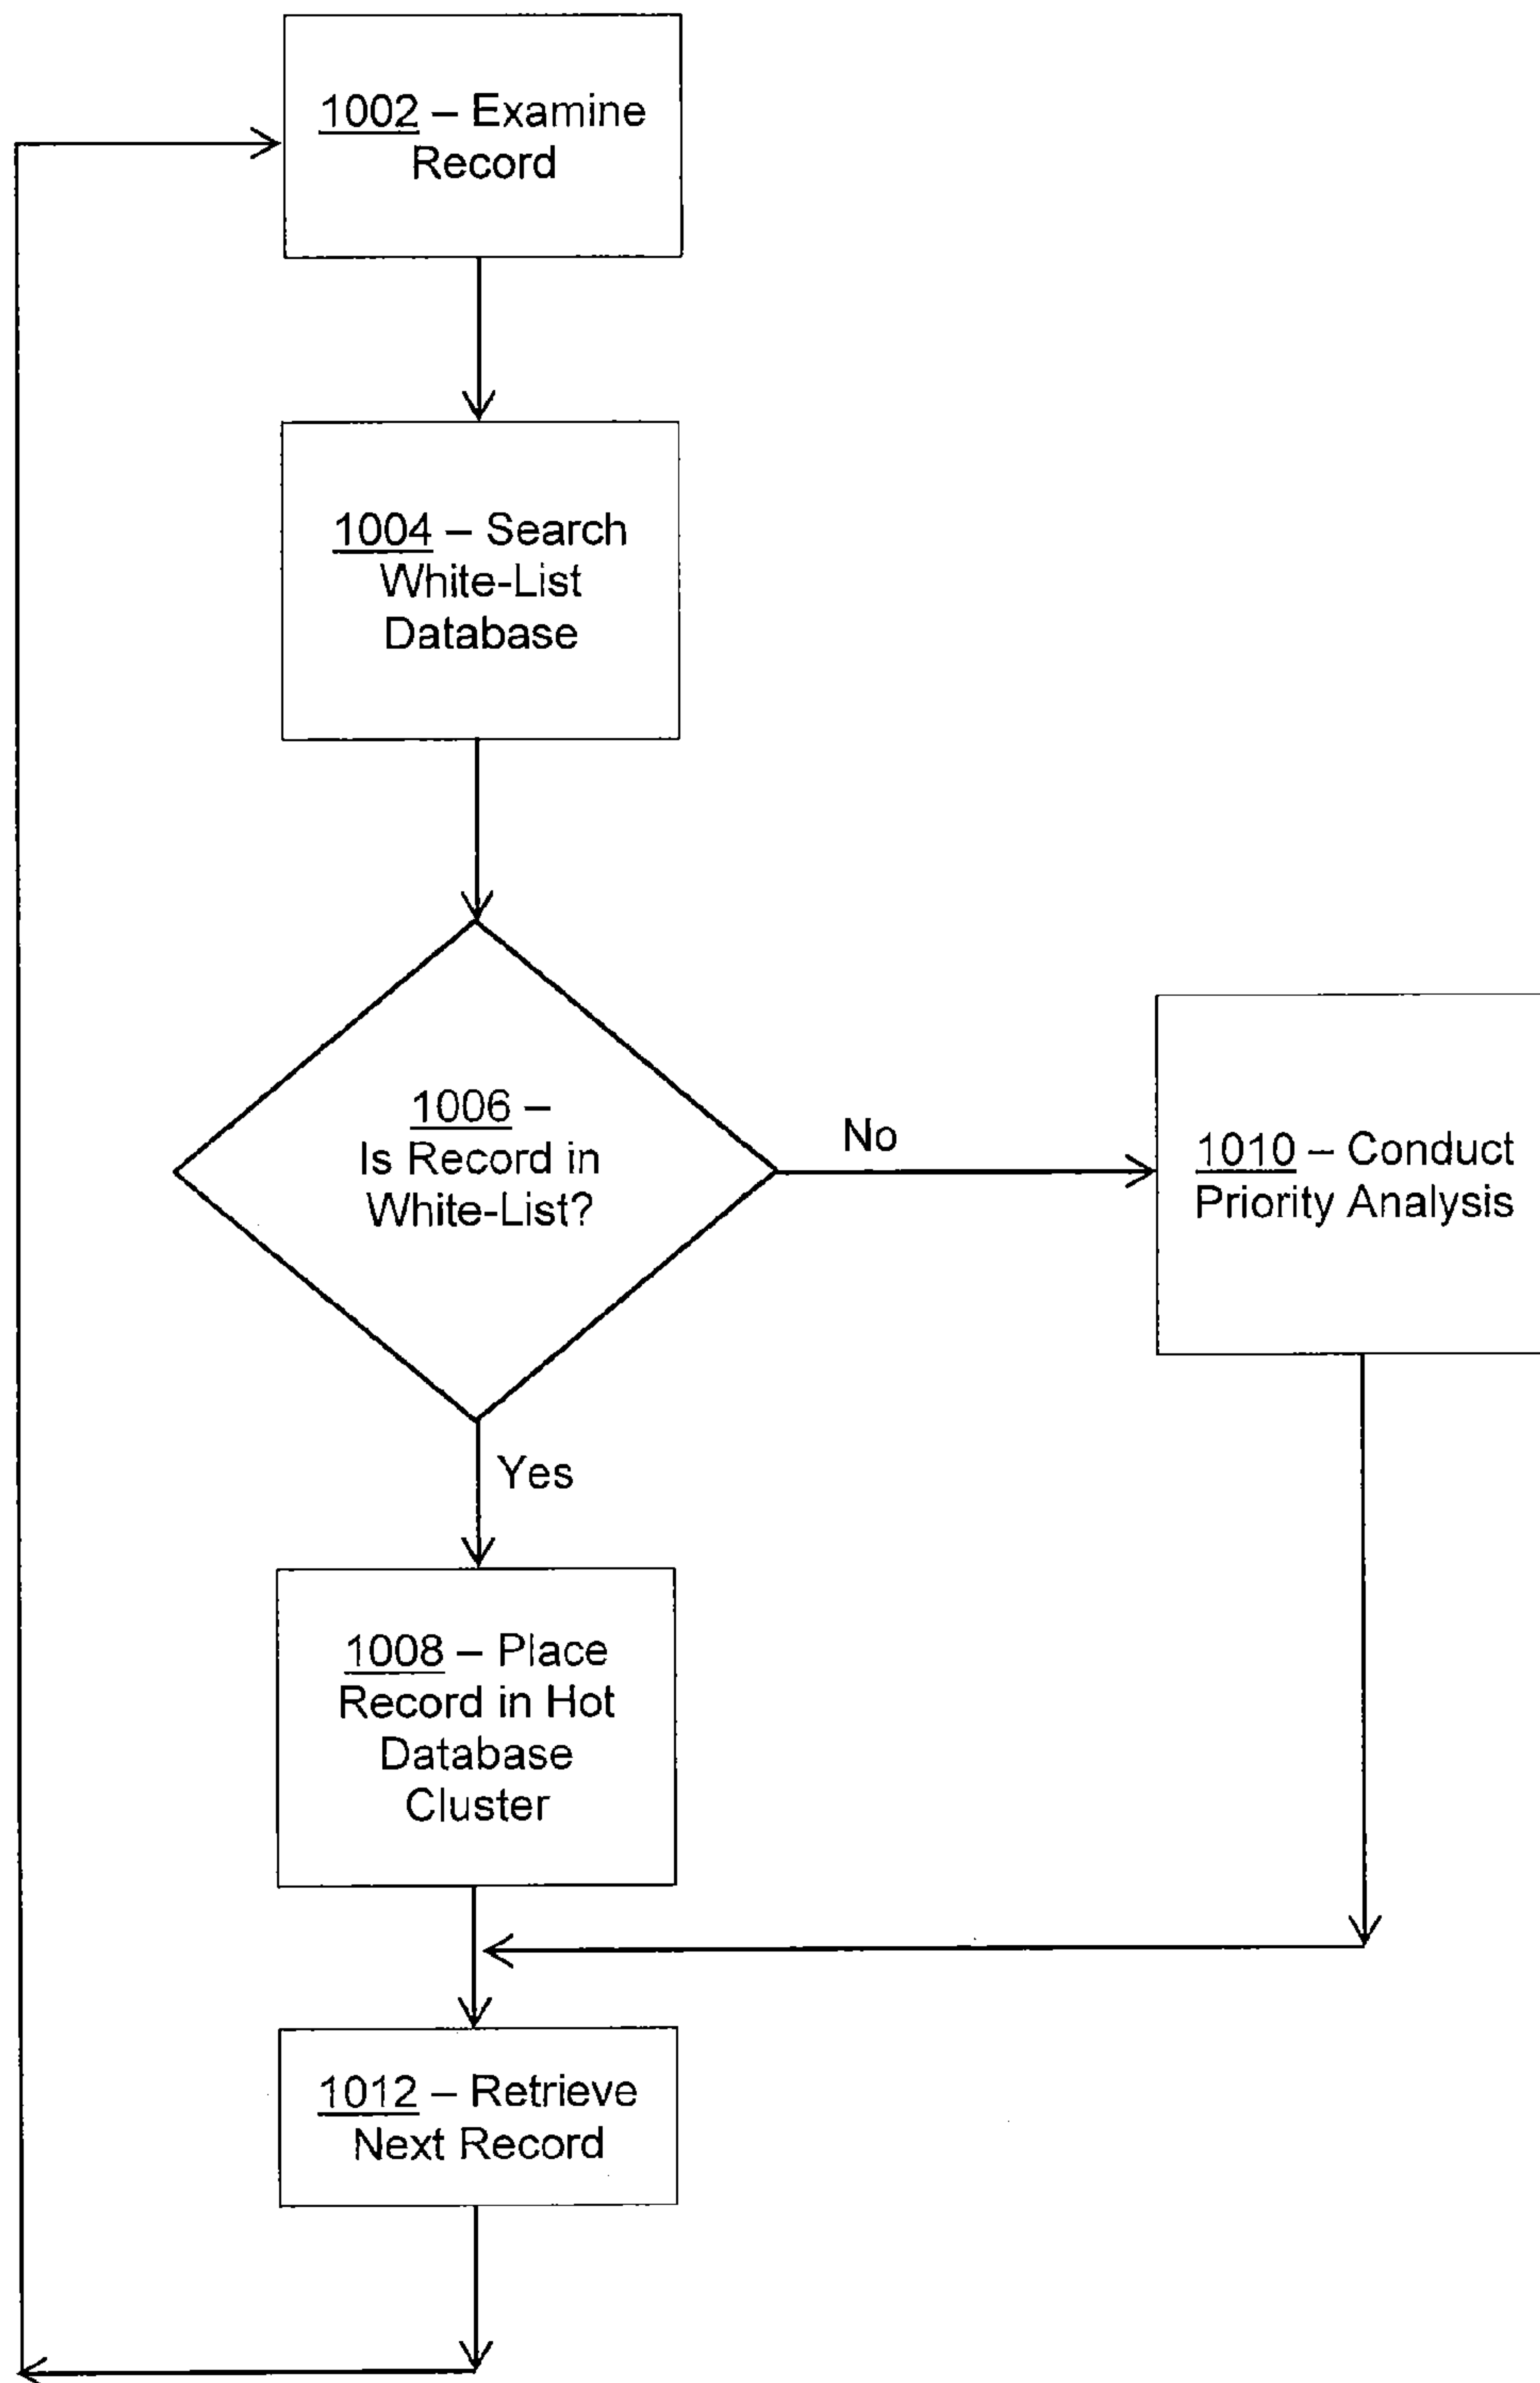 1002 – Examine
Record
1004 – Search
White-List
Database
1006 –
Is Record in
White-List?
No
1010 – Conduct
Priority Analysis
Yes
1008 – Place
Record in Hot
Database
Cluster
1012 – Retrieve
Next Record